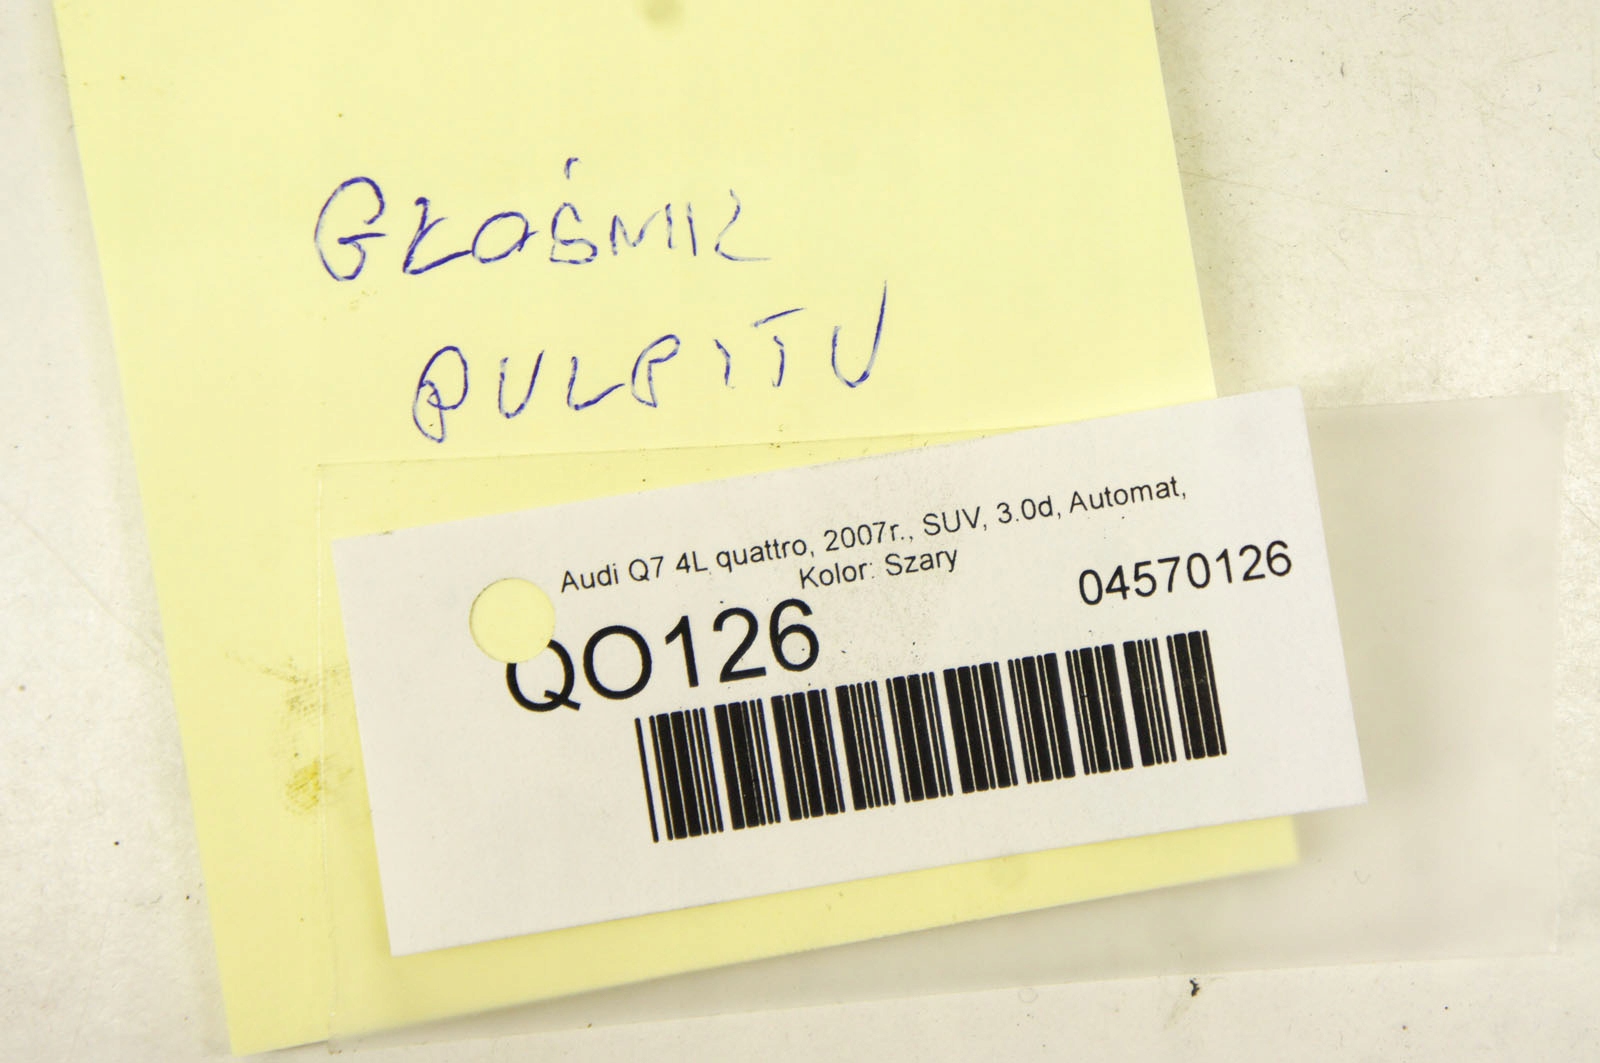 GŁOŚNIK
PULPITU
Audi Q7 4L quattro, 2007r., SUV, 3.0d, Automat,
Kolor: Szary
04570126
QO126